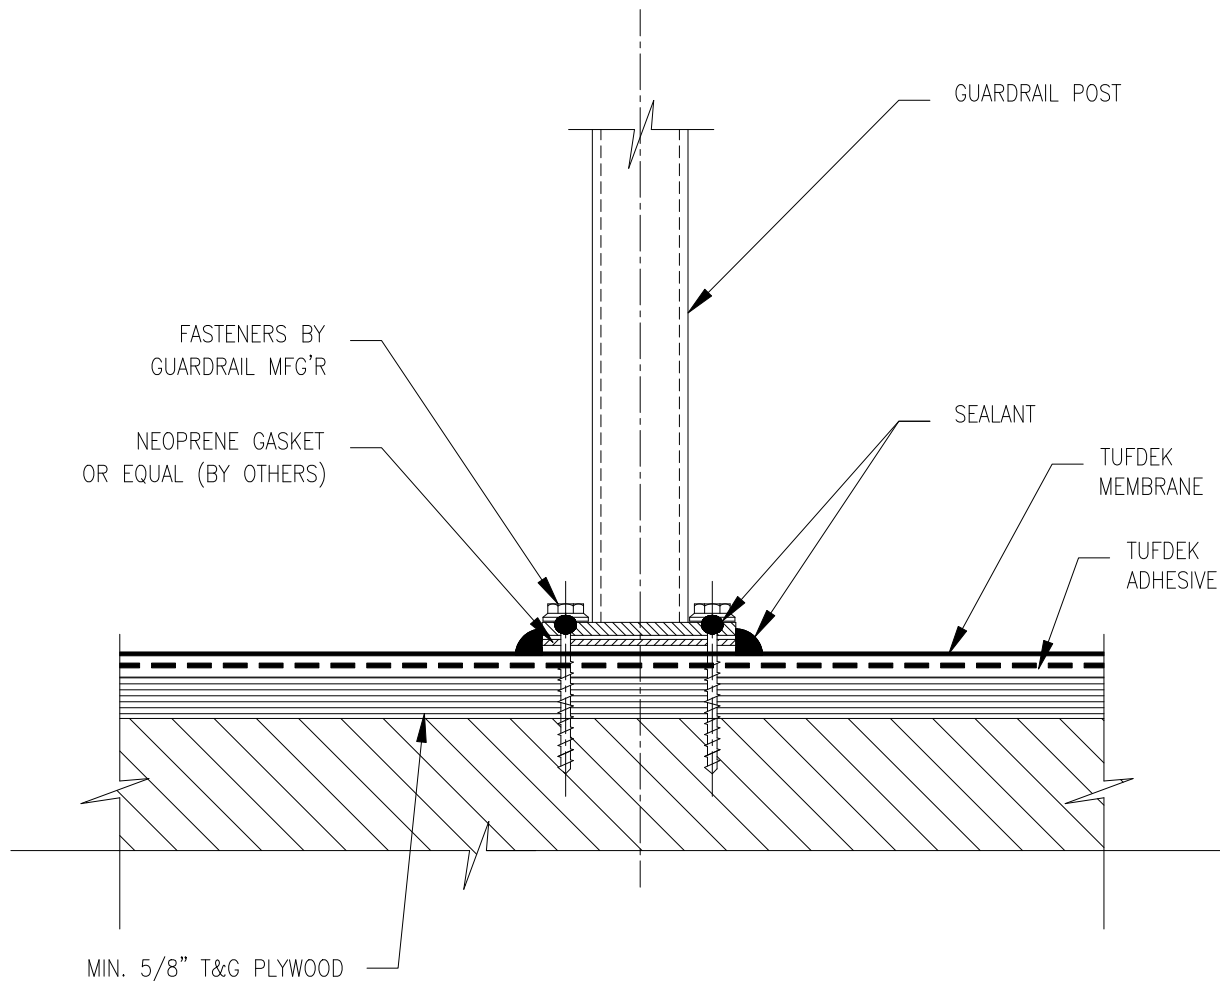 GUARDRAIL POST
FASTENERS BY
GUARDRAIL MFG'R
SEALANT
NEOPRENE GASKET
OR EQUAL (BY OTHERS)
TUFDEK
MEMBRANE
TUFDEK
ADHESIVE
MIN. 5/8" T&G PLYWOOD